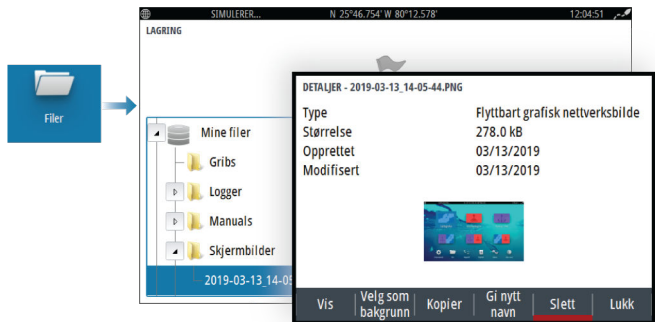 SIMULERER... N 25°46.754' W 80°12.578' 12:04:51
LAGRING
Filer
Mine filer
Gribs
Logger
Manuals
Skjermbilder
2019-03-13_14-05
DETALJER - 2019-03-13_14-05-44.PNG
Type Flyttbart grafisk nettverksbilde
Størrelse 278.0 kB
Opprettet 03/13/2019
Modifisert 03/13/2019
Vis
Velg som
bakgrunn
Kopier
Gi nytt
navn
Slett
Lukk